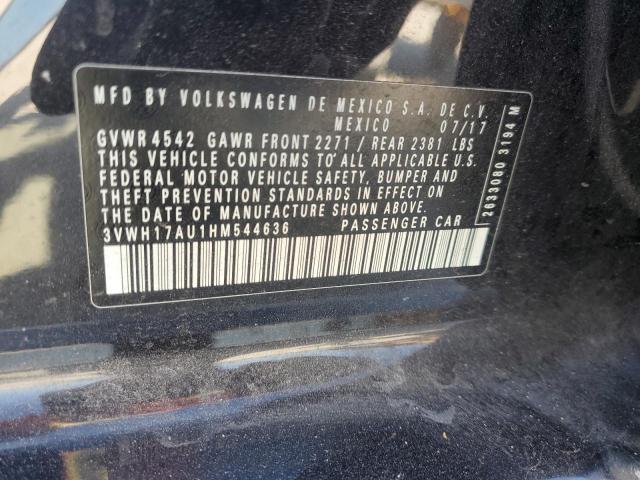 MFD BY VOLKSWAGEN DE MEXICO S.A. DE C.V.
MEXICO 07/17
GVWR 4542 GAWR FRONT 2271 / REAR 2381 LBS
THIS VEHICLE CONFORMS TO ALL APPLICABLE U.S.
FEDERAL MOTOR VEHICLE SAFETY, BUMPER AND
THEFT PREVENTION STANDARDS IN EFFECT ON
THE DATE OF MANUFACTURE SHOWN ABOVE.
3VWH17AU1HM544636 PASSENGER CAR
2033080 3194 M